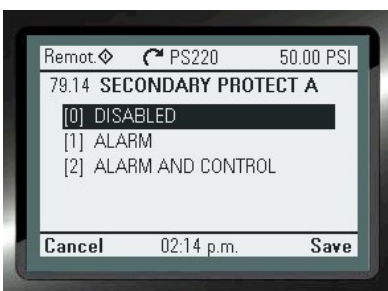 Remot. PS220 50.00 PSI
79.14 SECONDARY PROTECT A
[0] DISABLED
[1] ALARM
[2] ALARM AND CONTROL
Cancel 02:14 p.m. Save